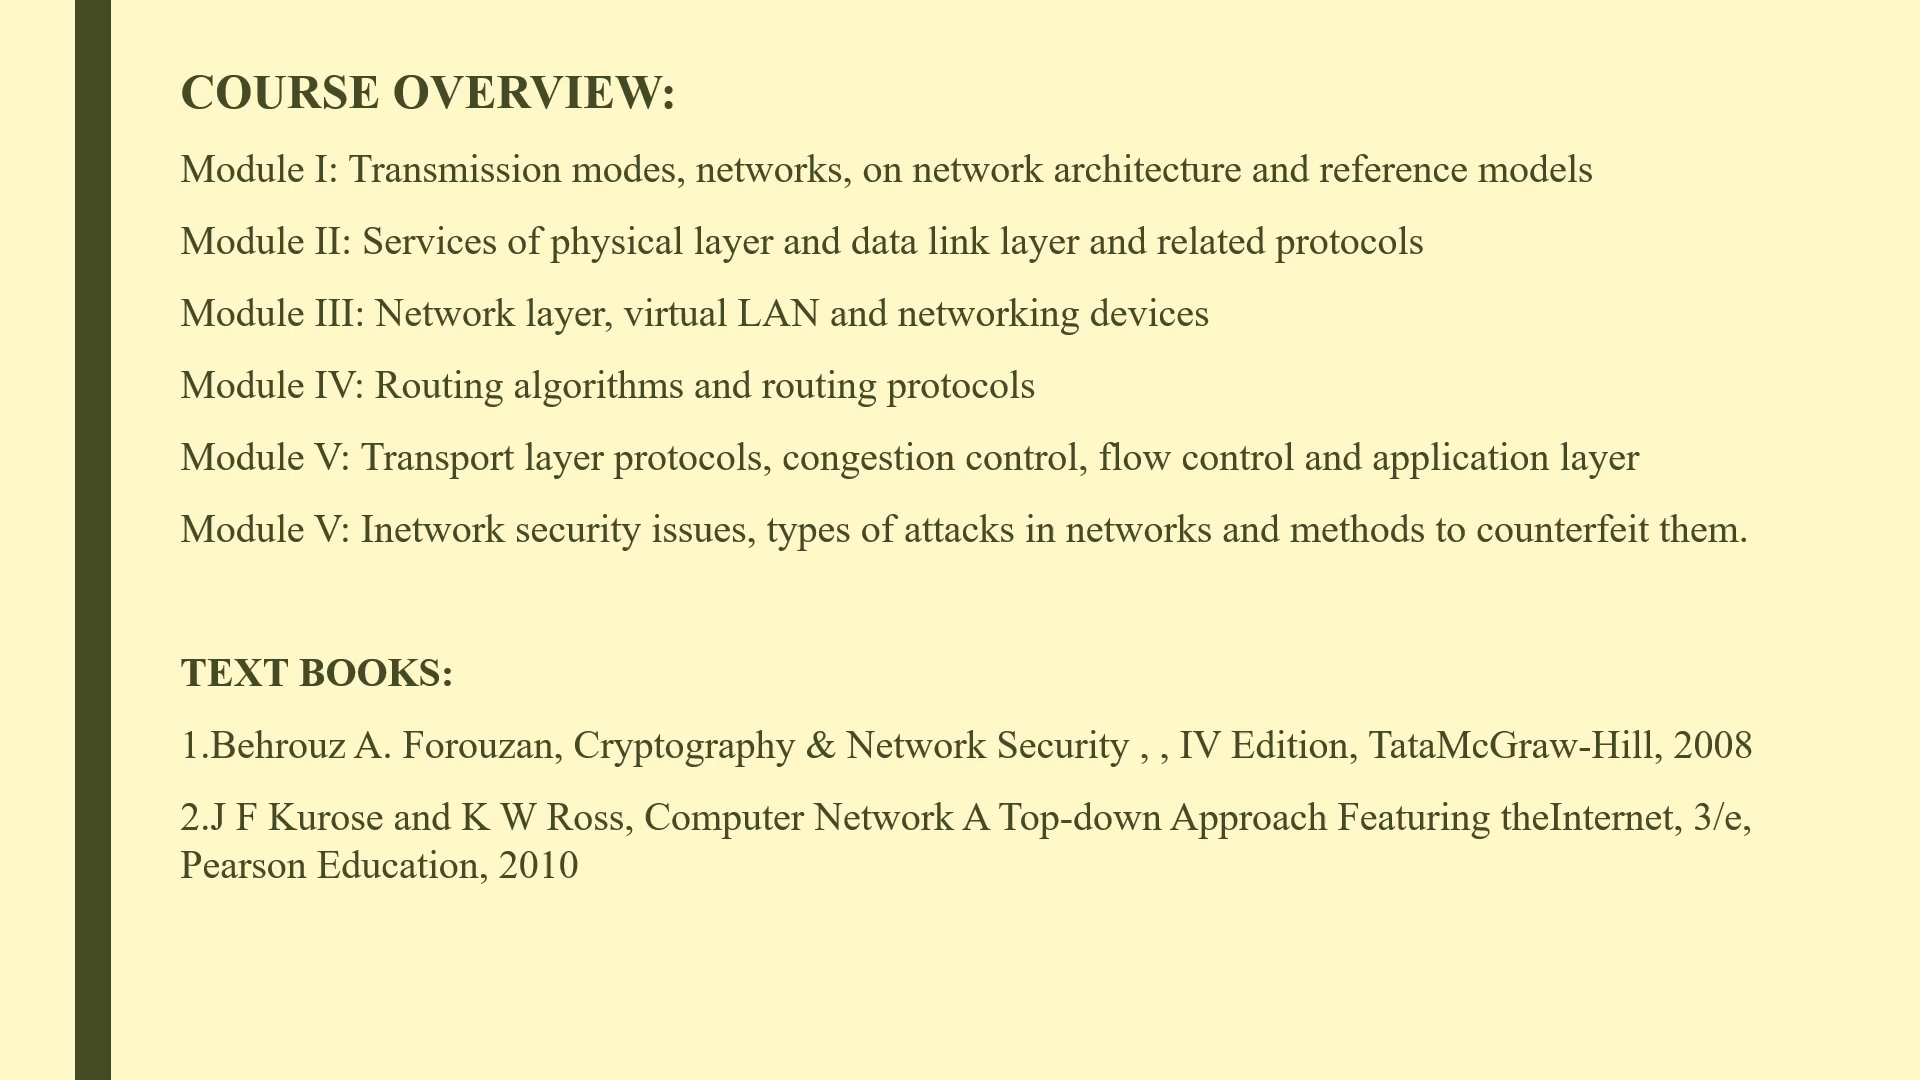 COURSE OVERVIEW:
Module I: Transmission modes, networks, on network architecture and reference models
Module II: Services of physical layer and data link layer and related protocols
Module III: Network layer, virtual LAN and networking devices
Module IV: Routing algorithms and routing protocols
Module V: Transport layer protocols, congestion control, flow control and application layer
Module V: Inetwork security issues, types of attacks in networks and methods to counterfeit them.
TEXT BOOKS:
1.Behrouz A. Forouzan, Cryptography & Network Security , , IV Edition, TataMcGraw-Hill, 2008
2.J F Kurose and K W Ross, Computer Network A Top-down Approach Featuring theInternet, 3/e,
Pearson Education, 2010